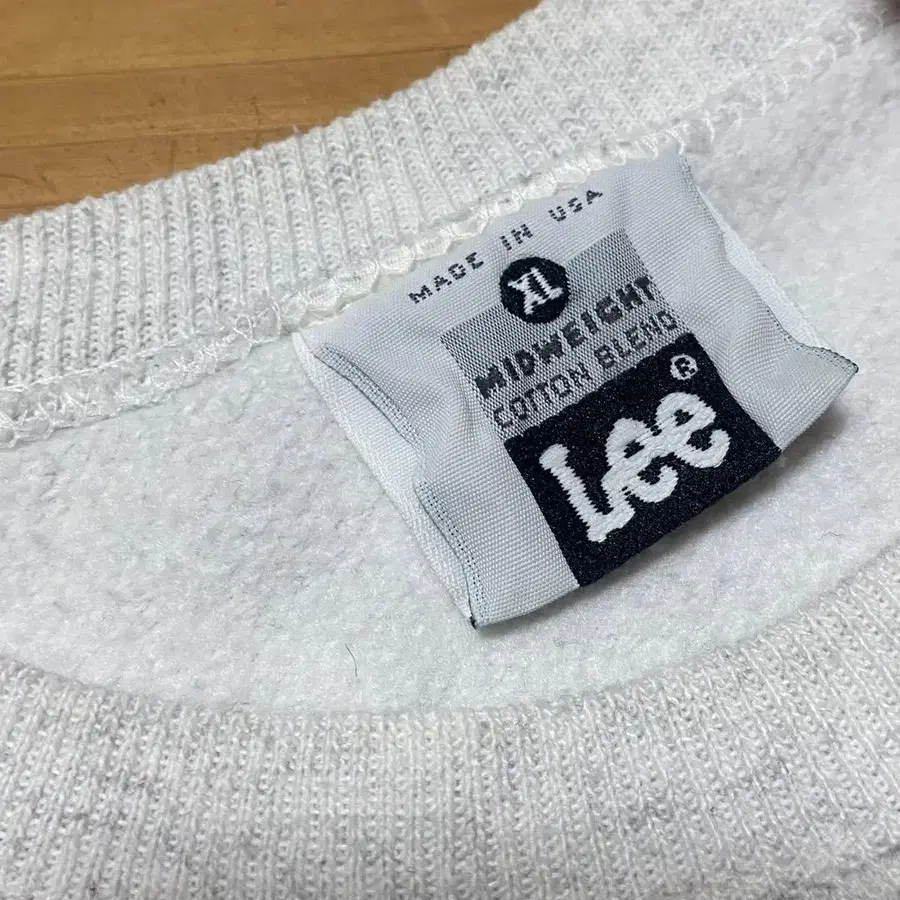 MADE IN USA
XL
MIDWEIGHT
COTTON BLEND
Lee®